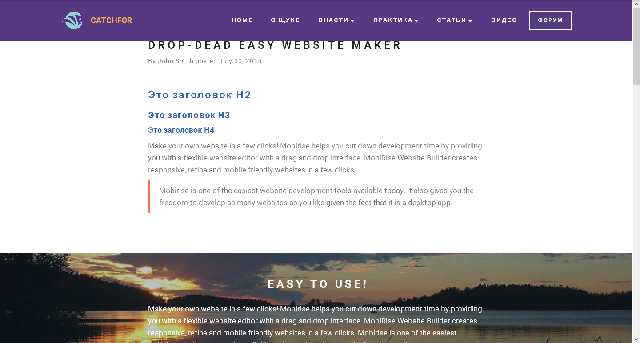 CATCHFOR
HOME О ЩУКЕ СНАСТИ ПРАКТИКА СТАТЬИ ВИДЕО ФОРУМ
DROP-DEAD EASY WEBSITE MAKER
By John Smith posted July 30, 2016
Это заголовок H2
Это заголовок H3
Это заголовок H4
Make your own website in a few clicks! Mobirise helps you cut down development time by providing
you with a flexible website editor with a drag and drop interface. MobiRise Website Builder creates
responsive, retina and mobile friendly websites in a few clicks.
Mobirise is one of the easiest website development tools available today. It also gives you the
freedom to develop as many websites as you like given the fact that it is a desktop app.
EASY TO USE!
Make your own website in a few clicks! Mobirise helps you cut down development time by providing
you with a flexible website editor with a drag and drop interface. MobiRise Website Builder creates
responsive, retina and mobile friendly websites in a few clicks. Mobirise is one of the easiest